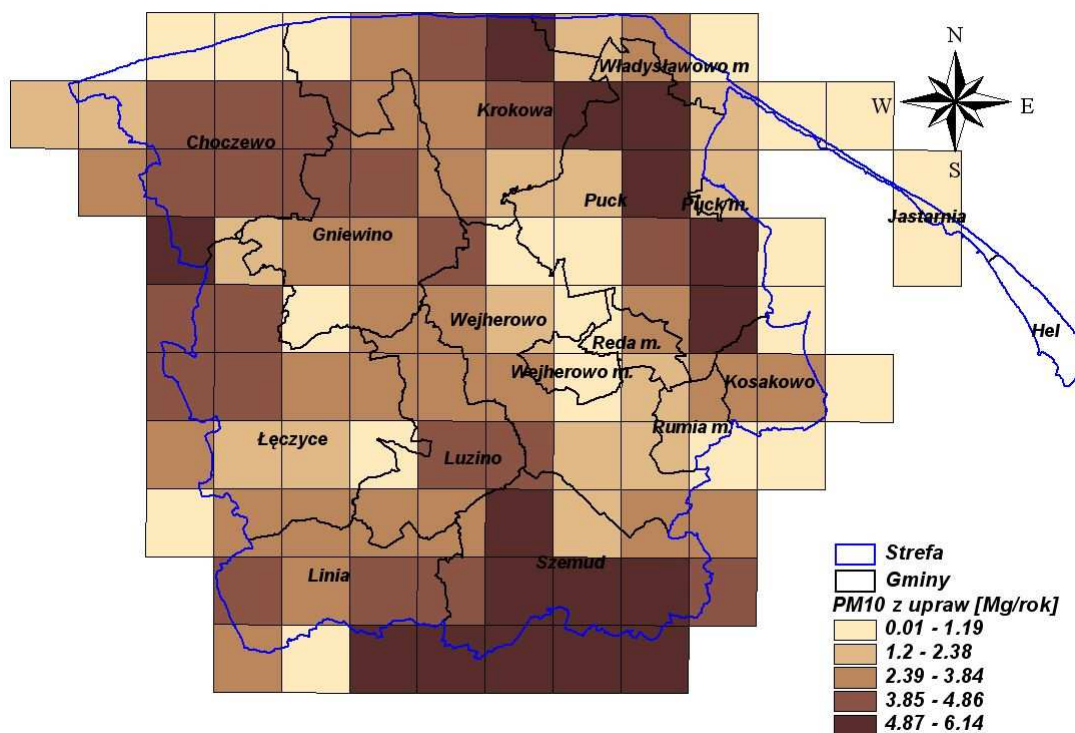 N
Władysławowo m
W
E
Krokowa
Choczewo
S
Puck
Puck m.
Jastarnia
Gniewino
Wejherowo
Hel
Reda m.
Wejherowo m.
Kosakowo
Rumia m.
Łęczyce
Luzino
Szemud
Linia
Strefa
Gminy
PM10 z upraw [Mg/rok]
0.01 - 1.19
1.2 - 2.38
2.39 - 3.84
3.85 - 4.86
4.87 - 6.14